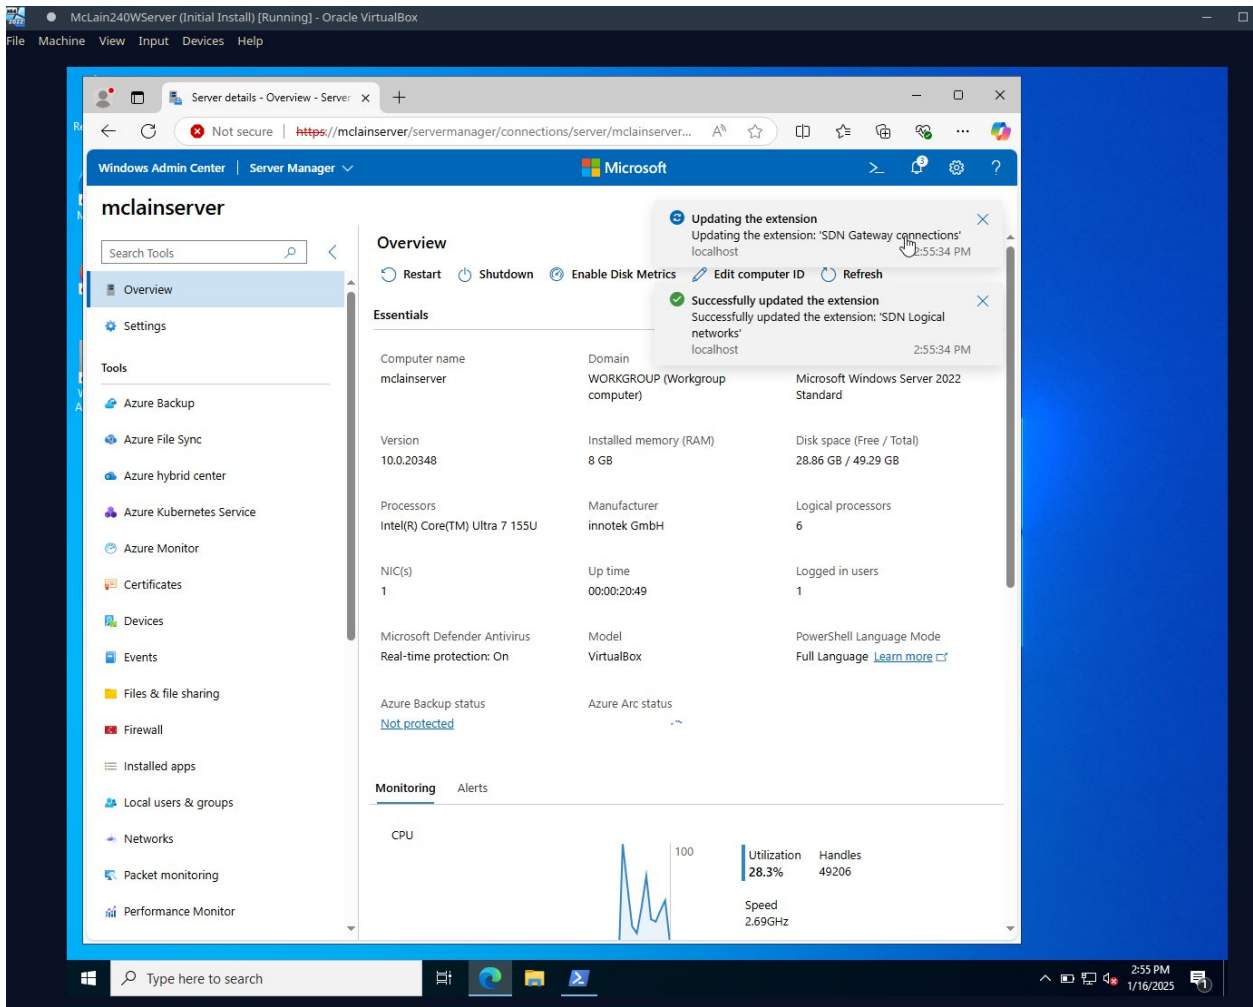 McLain240WServer (Initial Install) [Running] - Oracle VirtualBox
File Machine View Input Devices Help
Server details - Overview - Server
Not secure | https://mclainserver/servermanager/connections/server/mclainserver...
Windows Admin Center | Server Manager
Microsoft
3
mclainserver
Search Tools
Overview
Settings
Tools
Azure Backup
Azure File Sync
Azure hybrid center
Azure Kubernetes Service
Azure Monitor
Certificates
Devices
Events
Files & file sharing
Firewall
Installed apps
Local users & groups
Networks
Packet monitoring
Performance Monitor
Overview
Restart Shutdown Enable Disk Metrics Edit computer ID Refresh
Updating the extension
Updating the extension: 'SDN Gateway connections'
localhost 2:55:34 PM
Successfully updated the extension
Successfully updated the extension: 'SDN Logical
networks'
localhost 2:55:34 PM
Essentials
Computer name
mclainserver
Domain
WORKGROUP (Workgroup
computer)
Microsoft Windows Server 2022
Standard
Version
10.0.20348
Installed memory (RAM)
8 GB
Disk space (Free / Total)
28.86 GB / 49.29 GB
Processors
Intel(R) Core(TM) Ultra 7 155U
Manufacturer
innotek GmbH
Logical processors
6
NIC(s)
1
Up time
00:00:20:49
Logged in users
1
Microsoft Defender Antivirus
Real-time protection: On
Model
VirtualBox
PowerShell Language Mode
Full Language Learn more
Azure Backup status
Not protected
Azure Arc status
Monitoring Alerts
CPU
100
Utilization
28.3%
Handles
49206
Speed
2.69GHz
Type here to search
2:55 PM
1/16/2025
1